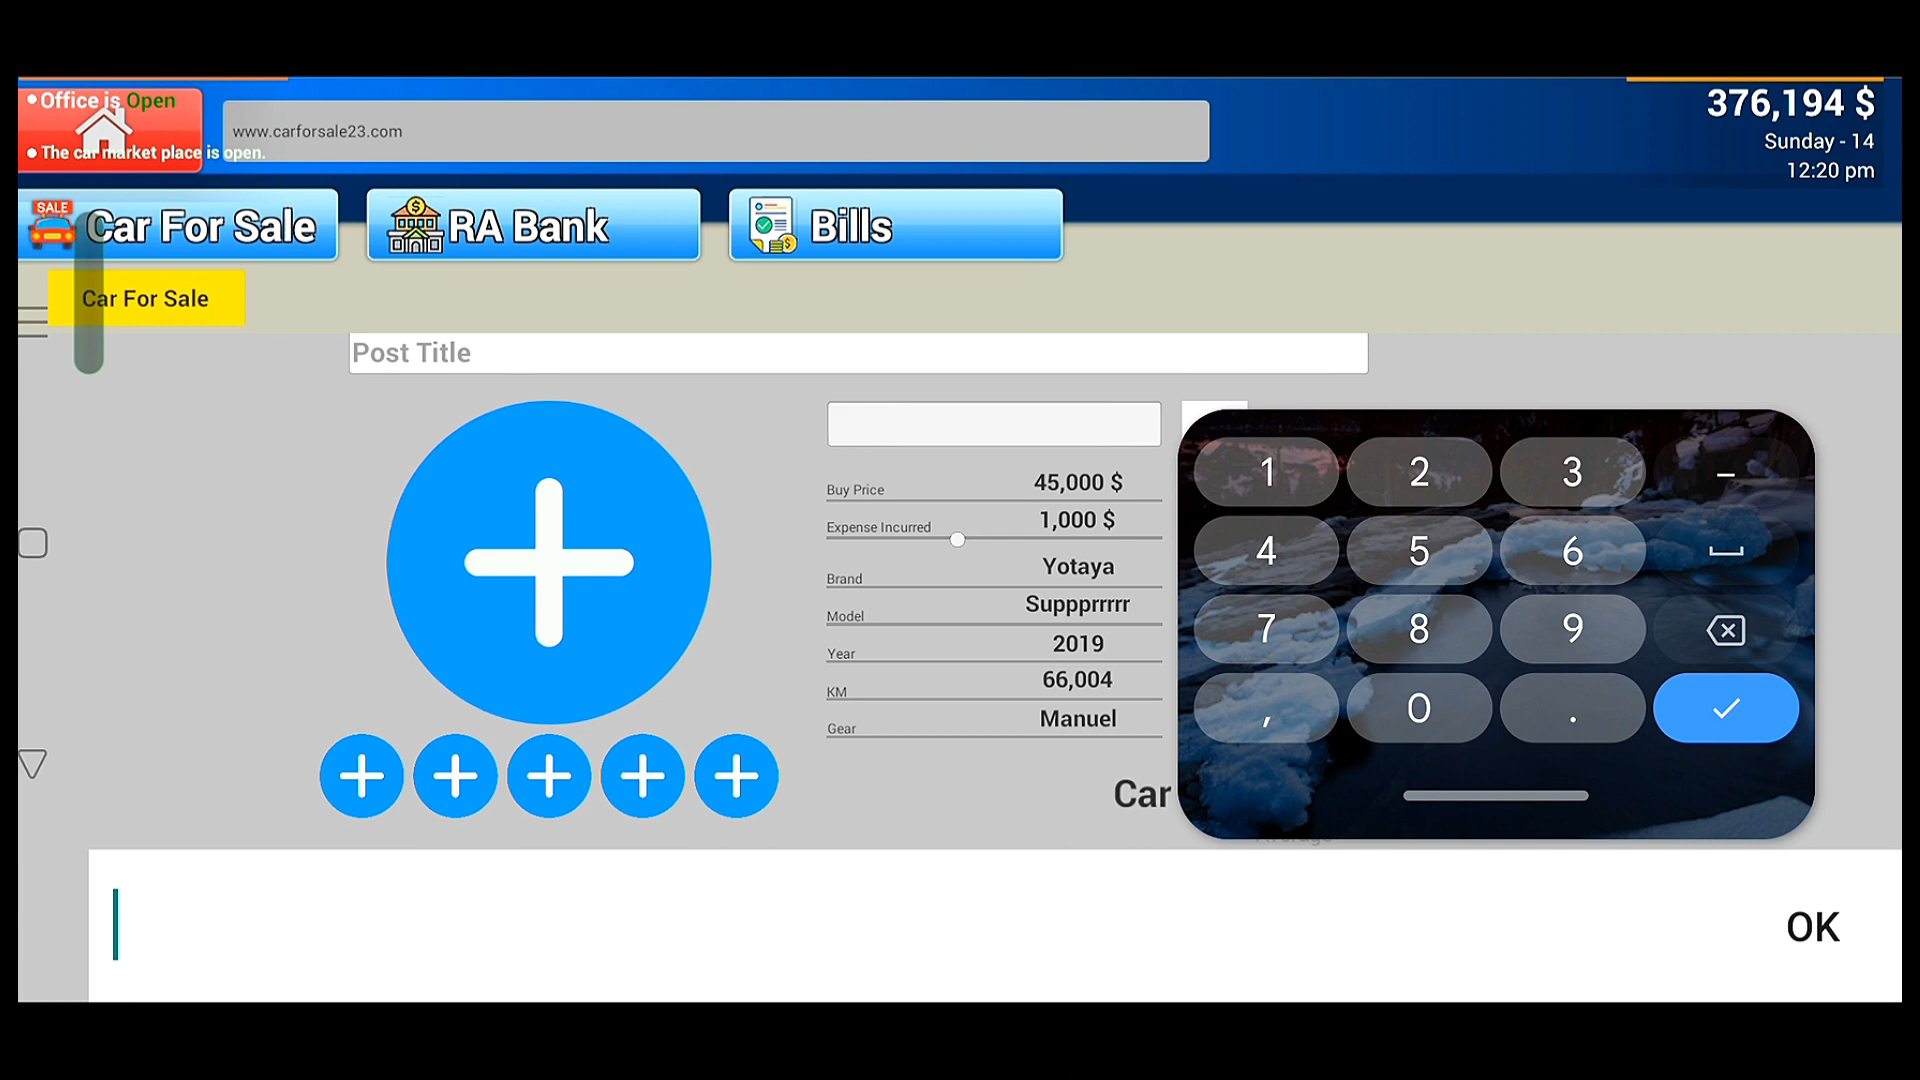 Office is Open
The car market place is open.
www.carforsale23.com
376,194 $
Sunday - 14
12:20 pm
SALE
Car For Sale
RA Bank
Bills
Car For Sale
Post Title
Buy Price 45,000 $
Expense Incurred 1,000 $
Brand Yotaya
Model Suppprrrrr
Year 2019
KM 66,004
Gear Manuel
Car
1 2 3 –
4 5 6
7 8 9
, 0 .
OK